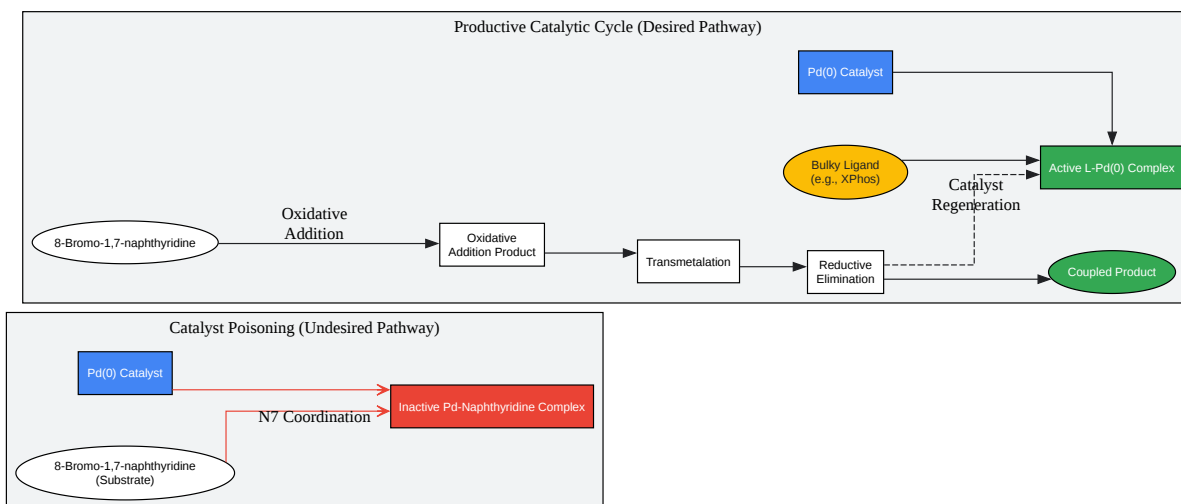 Productive Catalytic Cycle (Desired Pathway)
Pd(0) Catalyst
Bulky Ligand
(e.g., XPhos)
Active L-Pd(0) Complex
Catalyst
Regeneration
Oxidative
Addition
8-Bromo-1,7-naphthyridine
Oxidative
Addition Product
Transmetalation
Reductive
Elimination
Coupled Product
Catalyst Poisoning (Undesired Pathway)
Pd(0) Catalyst
Inactive Pd-Naphthyridine Complex
N7 Coordination
8-Bromo-1,7-naphthyridine
(Substrate)